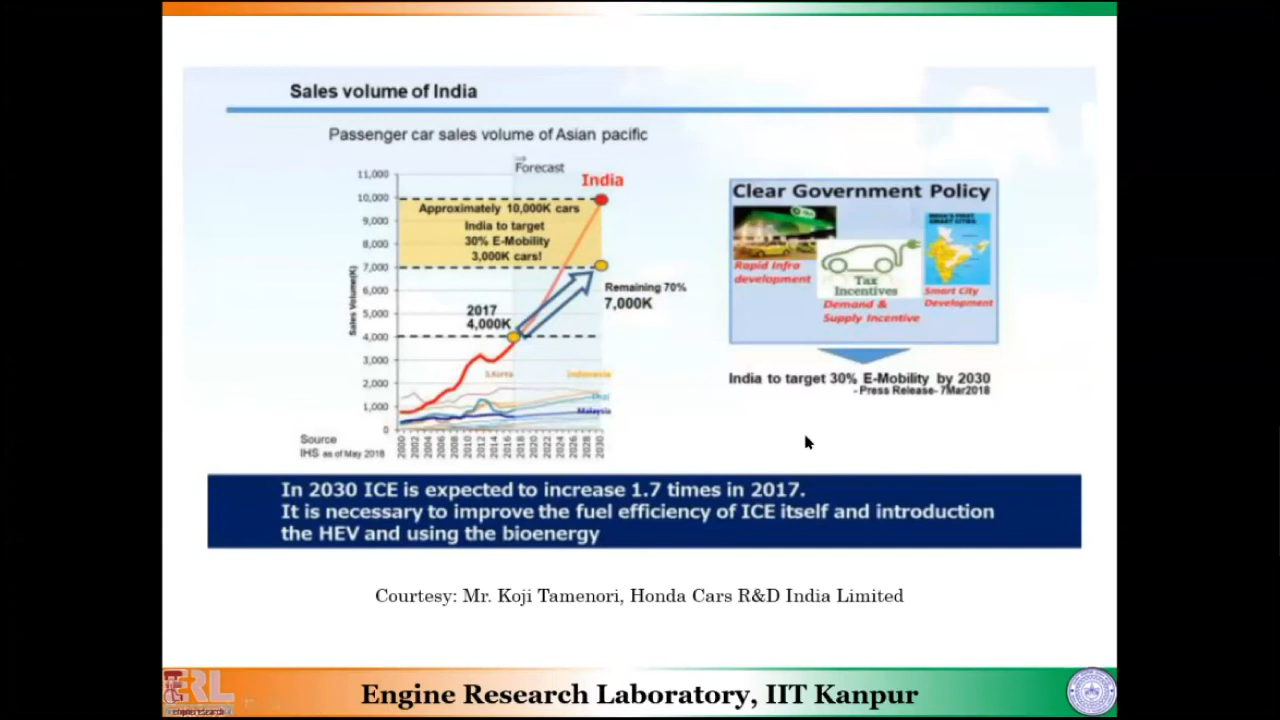 Sales volume of India
Passenger car sales volume of Asian pacific
Forecast
India
11,000
10,000
9,000
8,000
7,000
6,000
5,000
4,000
3,000
2,000
1,000
0
Sales Volume(K)
Approximately 10,000K cars
India to target
30% E-Mobility
3,000K cars!
Remaining 70%
7,000K
2017
4,000K
S.Korea
Indonesia
Thai
Malaysia
2000 2002 2004 2006 2008 2010 2012 2014 2016 2018 2020 2022 2024 2026 2028 2030
Source
IHS as of May 2018
Clear Government Policy
Rapid Infra
development
Tax
Incentives
Demand &
Supply Incentive
INDIA'S FIRST
SMART CITIES
Smart City
Development
India to target 30% E-Mobility by 2030
- Press Release- 7Mar2018
In 2030 ICE is expected to increase 1.7 times in 2017.
It is necessary to improve the fuel efficiency of ICE itself and introduction
the HEV and using the bioenergy
Courtesy: Mr. Koji Tamenori, Honda Cars R&D India Limited
ERL
Engine Research Laboratory, IIT Kanpur